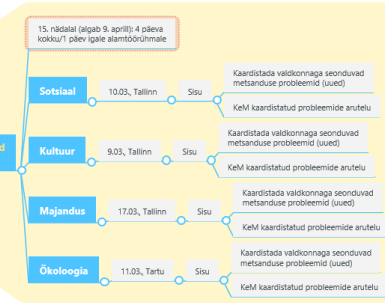 15. nädalal (algab 9. aprill): 4 päeva
kokku/1 päev igale alamtöörühmale
Sotsiaal
10.03., Tallinn
Sisu
Kaardistada valdkonnaga seonduvad
metsanduse probleemid (uued)
KeM kaardistatud probleemide arutelu
Kultuur
9.03., Tallinn
Sisu
Kaardistada valdkonnaga seonduvad
metsanduse probleemid (uued)
KeM kaardistatud probleemide arutelu
Majandus
17.03., Tallinn
Sisu
Kaardistada valdkonnaga seonduvad
metsanduse probleemid (uued)
KeM kaardistatud probleemide arutelu
Ökoloogia
11.03., Tartu
Sisu
Kaardistada valdkonnaga seonduvad
metsanduse probleemid (uued)
KeM kaardistatud probleemide arutelu